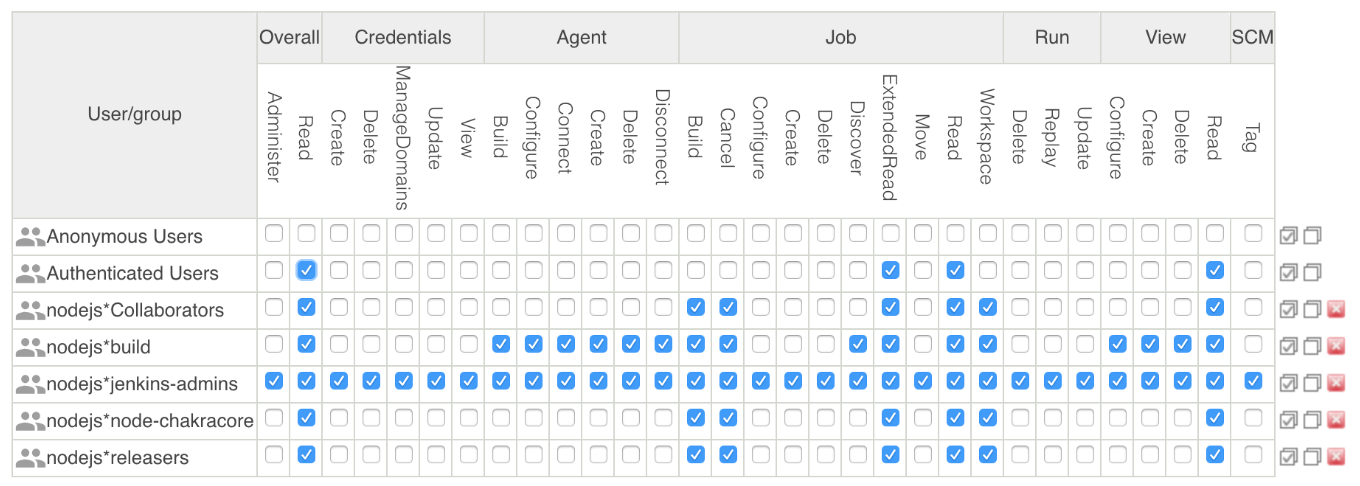 Overall Credentials Agent Job Run View SCM
User/group
Administer Read Create Delete ManageDomains Update View Build Configure Connect Create Delete Disconnect Build Cancel Configure Create Delete Discover ExtendedRead Move Read Workspace Delete Replay Update Configure Create Delete Read Tag
Anonymous Users
Authenticated Users
nodejs*Collaborators
nodejs*build
nodejs*jenkins-admins
nodejs*node-chakracore
nodejs*releasers